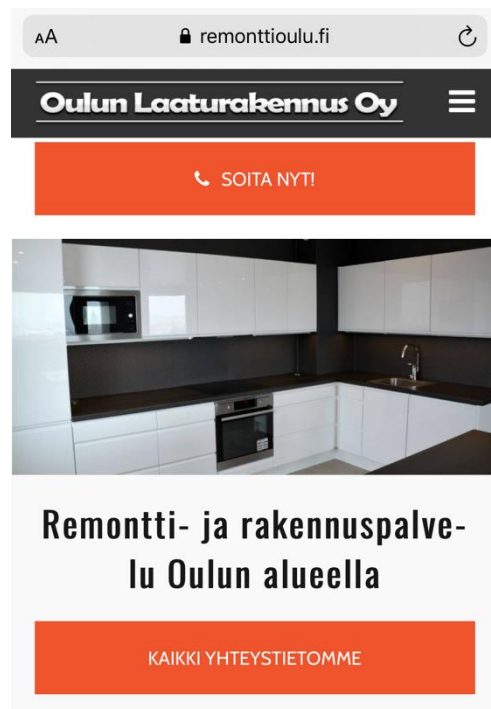 AA remonttioulu.fi
Oulun Laaturakennus Oy
SOITA NYT!
Remontti- ja rakennuspalve-
lu Oulun alueella
KAIKKI YHTEYSTIETOMME